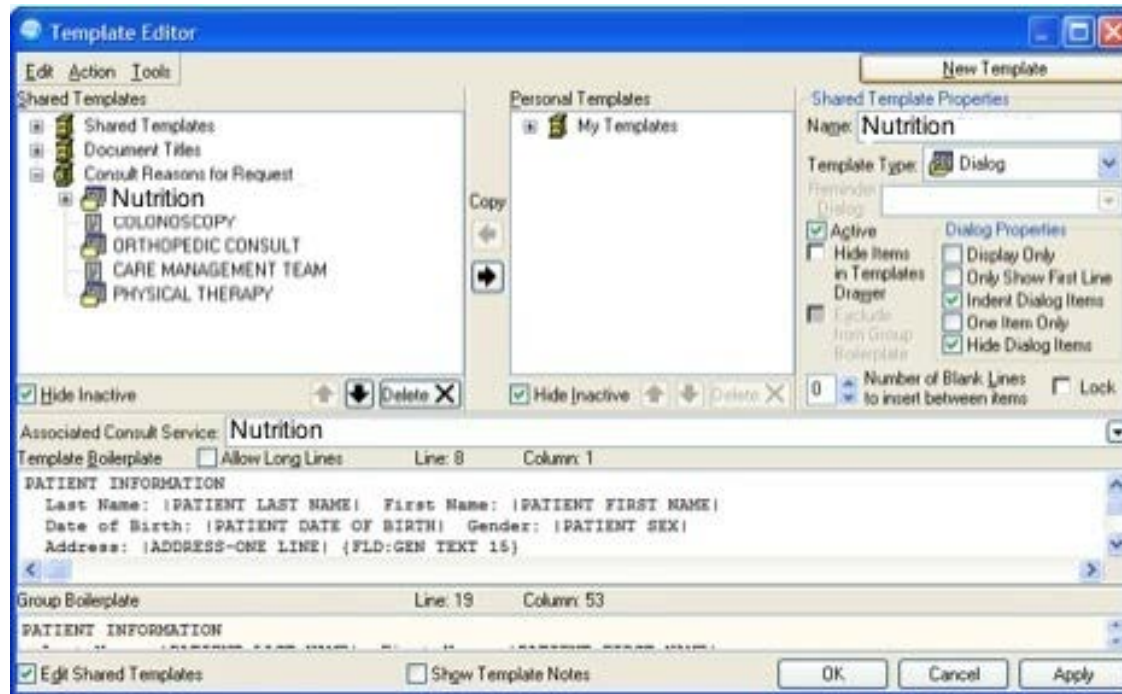 Template Editor
Edit Action Tools
New Template
Shared Templates
Shared Templates
Document Titles
Consult Reasons for Request
Nutrition
COLONOSCOPY
ORTHOPEDIC CONSULT
CARE MANAGEMENT TEAM
PHYSICAL THERAPY
Hide Inactive
Delete
Copy
Personal Templates
My Templates
Hide Inactive
Delete
Shared Template Properties
Name: Nutrition
Template Type: Dialog
Reminder
Dialog
Active
Hide Items
in Templates
Drawer
Exclude
from Group
Boilerplate
Dialog Properties
Display Only
Only Show First Line
Indent Dialog Items
One Item Only
Hide Dialog Items
0 Number of Blank Lines
to insert between items
Lock
Associated Consult Service: Nutrition
Template Boilerplate Allow Long Lines Line: 8 Column: 1
PATIENT INFORMATION
Last Name: |PATIENT LAST NAME| First Name: |PATIENT FIRST NAME|
Date of Birth: |PATIENT DATE OF BIRTH| Gender: |PATIENT SEX|
Address: |ADDRESS-ONE LINE| {FLD:GEN TEXT 15}
Group Boilerplate Line: 19 Column: 53
PATIENT INFORMATION
Edit Shared Templates Show Template Notes OK Cancel Apply